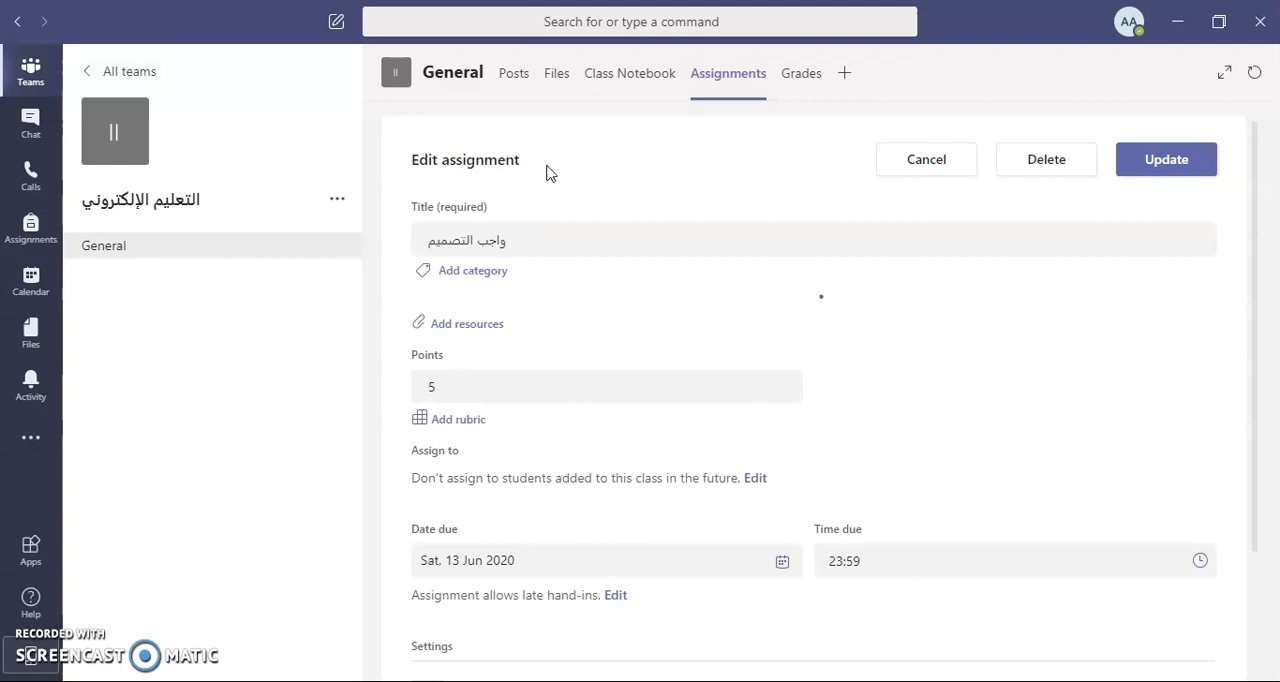 Search for or type a command
AA
Teams
Chat
Calls
Assignments
Calendar
Files
Activity
Apps
Help
All teams
التعليم الإلكتروني
General
General
Posts
Files
Class Notebook
Assignments
Grades
Edit assignment
Cancel
Delete
Update
Title (required)
واجب التصميم
Add category
Add resources
Points
5
Add rubric
Assign to
Don't assign to students added to this class in the future. Edit
Date due
Time due
Sat, 13 Jun 2020
23:59
Assignment allows late hand-ins. Edit
Settings
RECORDED WITH
SCREENCAST MATIC